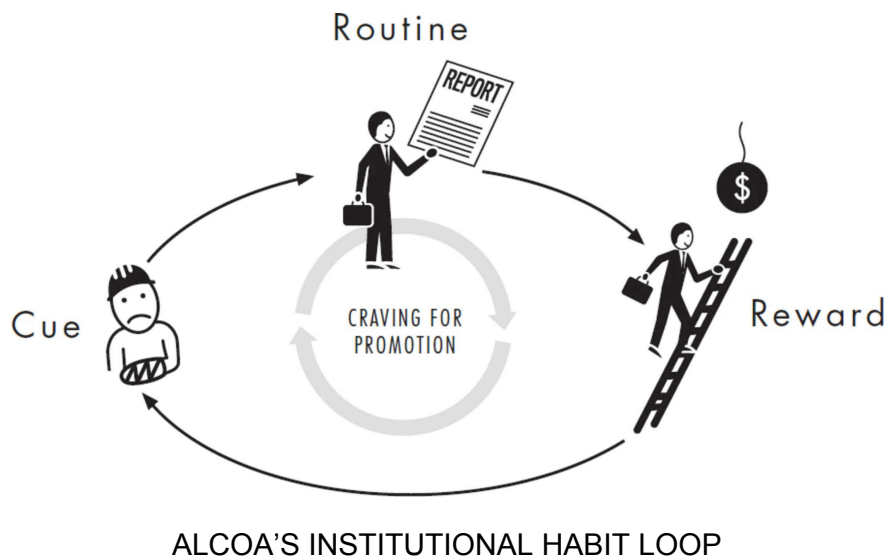 Routine
REPORT
$
Cue
CRAVING FOR
PROMOTION
Reward
ALCOA'S INSTITUTIONAL HABIT LOOP